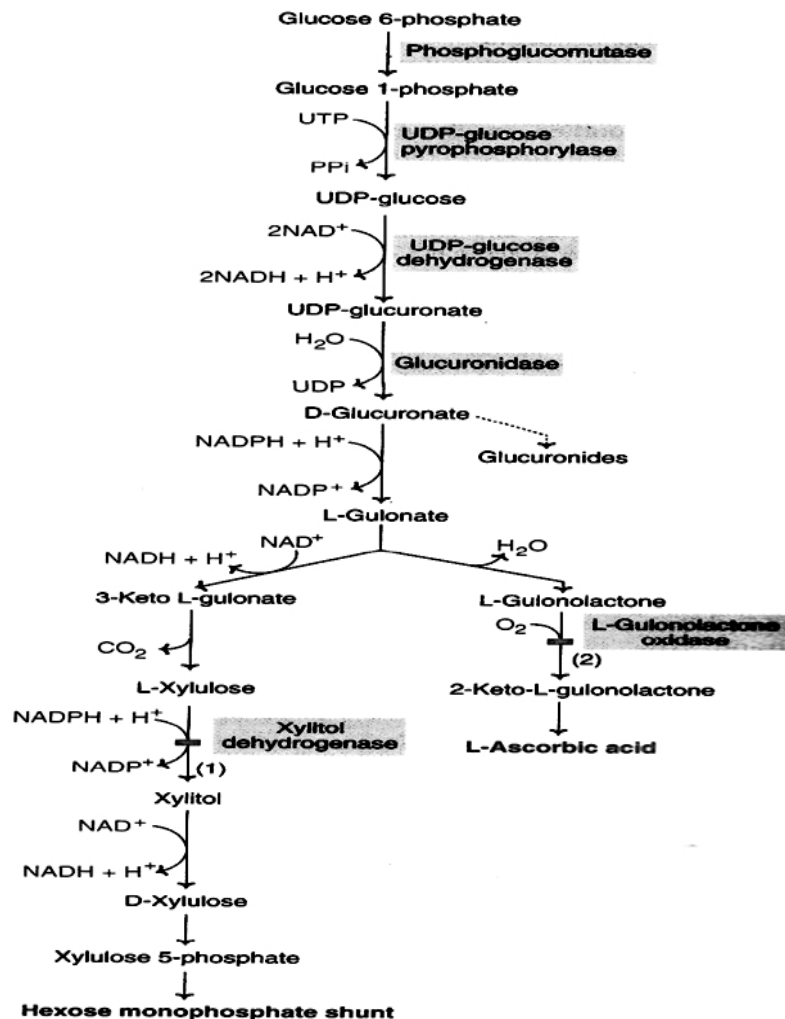 Glucose 6-phosphate
Phosphoglucomutase
Glucose 1-phosphate
UTP
UDP-glucose
pyrophosphorylase
PPi
UDP-glucose
2NAD⁺
UDP-glucose
dehydrogenase
2NADH + H⁺
UDP-glucuronate
H₂O
Glucuronidase
UDP
D-Glucuronate
NADPH + H⁺
Glucuronides
NADP⁺
L-Gulonate
NADH + H⁺
NAD⁺
H₂O
3-Keto L-gulonate
L-Gulonolactone
O₂
L-Gulonolactone
oxidase
CO₂
(2)
L-Xylulose
2-Keto-L-gulonolactone
NADPH + H⁺
Xylitol
dehydrogenase
L-Ascorbic acid
NADP⁺
(1)
Xylitol
NAD⁺
NADH + H⁺
D-Xylulose
Xylulose 5-phosphate
Hexose monophosphate shunt